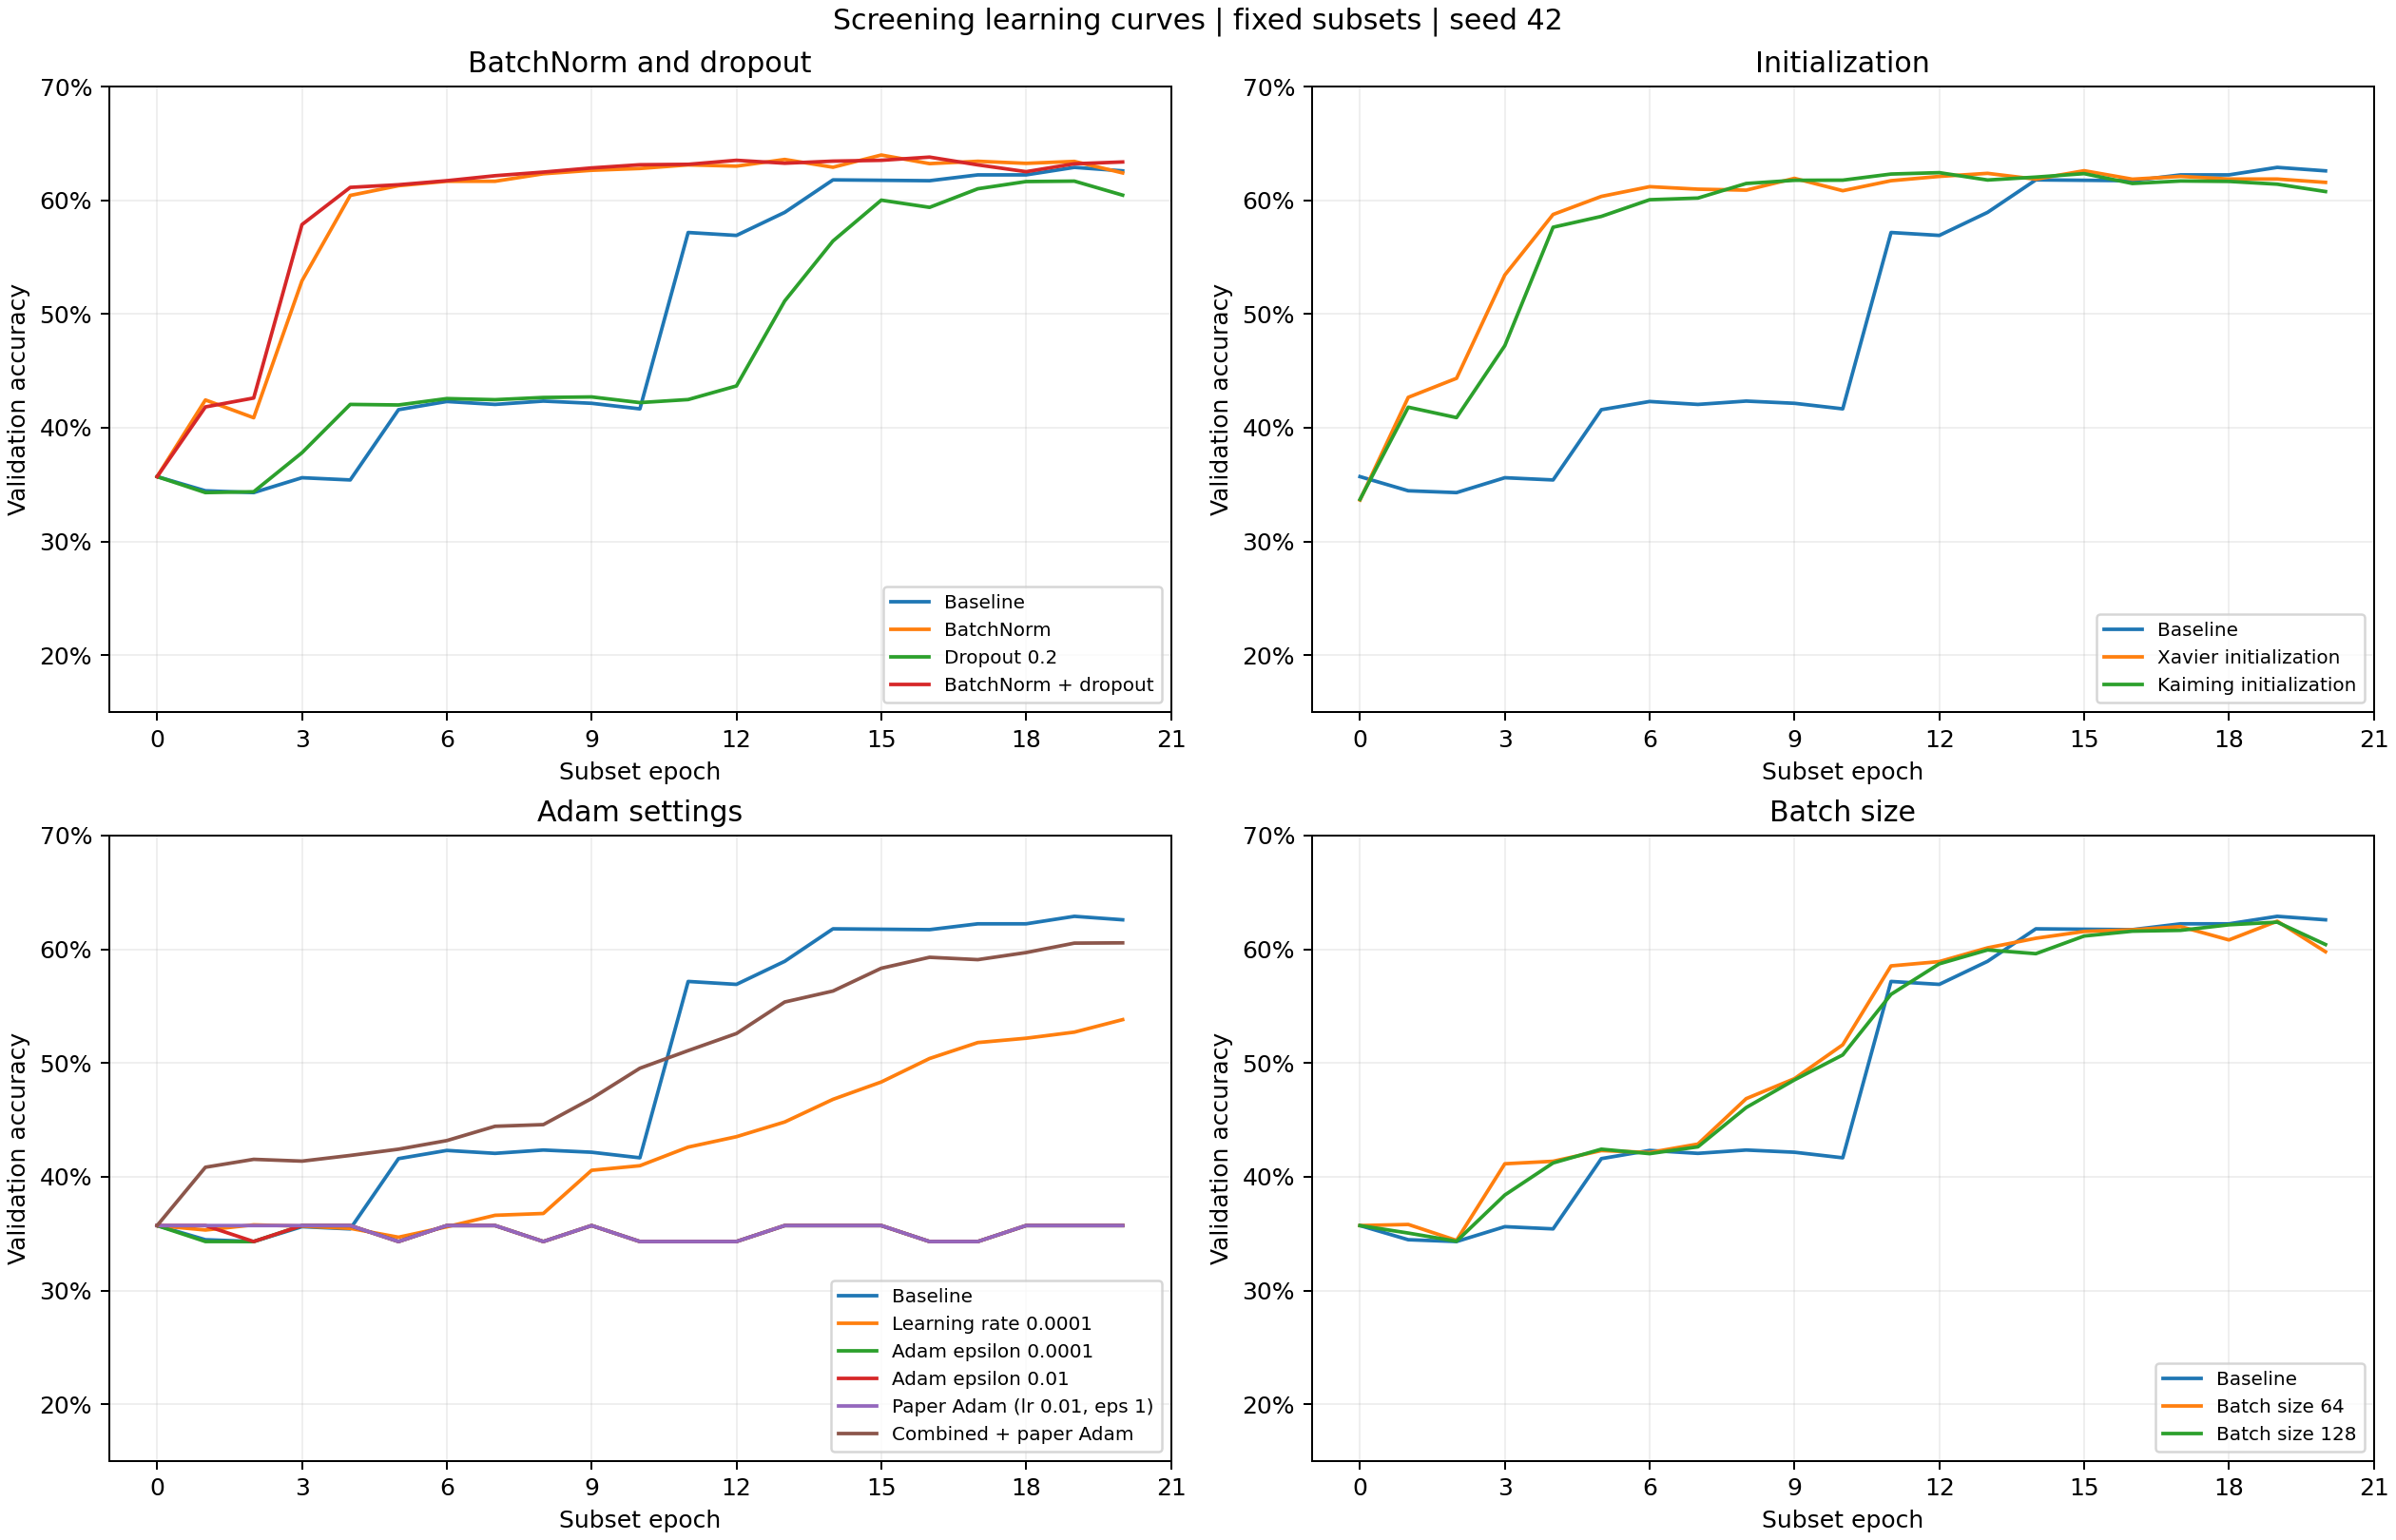 Screening learning curves | fixed subsets | seed 42
BatchNorm and dropout
70%
60%
50%
40%
30%
20%
Validation accuracy
0 3 6 9 12 15 18 21
Subset epoch
Baseline
BatchNorm
Dropout 0.2
BatchNorm + dropout
Initialization
70%
60%
50%
40%
30%
20%
Validation accuracy
0 3 6 9 12 15 18 21
Subset epoch
Baseline
Xavier initialization
Kaiming initialization
Adam settings
70%
60%
50%
40%
30%
20%
Validation accuracy
0 3 6 9 12 15 18 21
Subset epoch
Baseline
Learning rate 0.0001
Adam epsilon 0.0001
Adam epsilon 0.01
Paper Adam (lr 0.01, eps 1)
Combined + paper Adam
Batch size
70%
60%
50%
40%
30%
20%
Validation accuracy
0 3 6 9 12 15 18 21
Subset epoch
Baseline
Batch size 64
Batch size 128